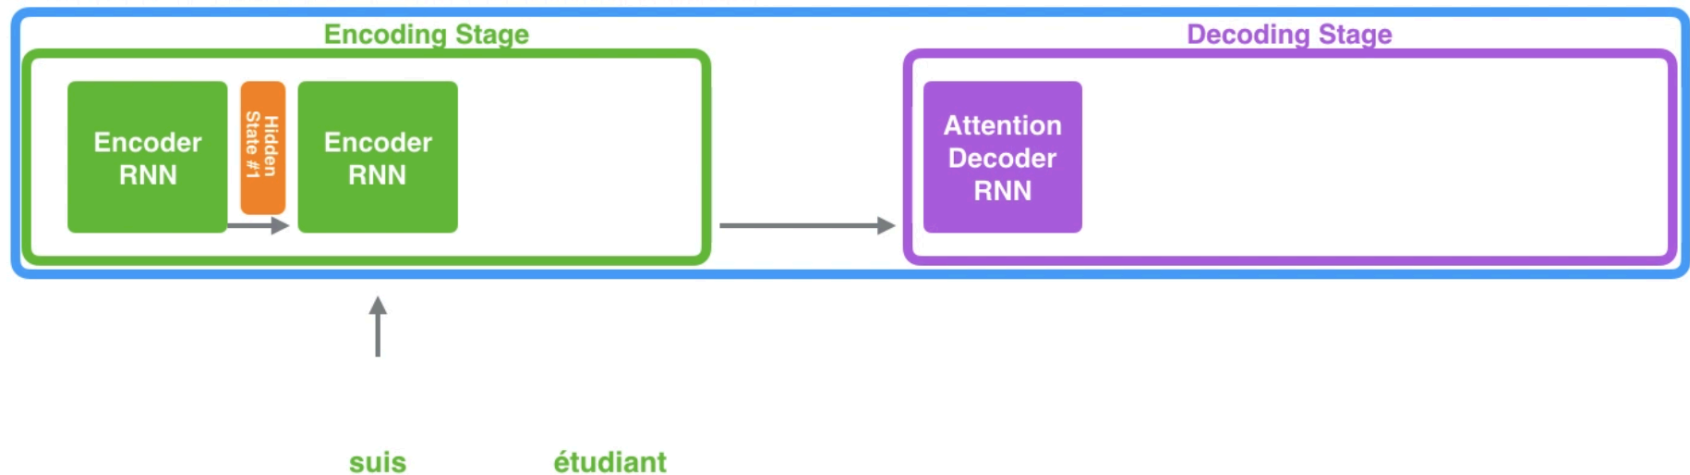 Encoding Stage
Decoding Stage
Encoder
RNN
Hidden
State #1
Encoder
RNN
Attention
Decoder
RNN
suis
étudiant